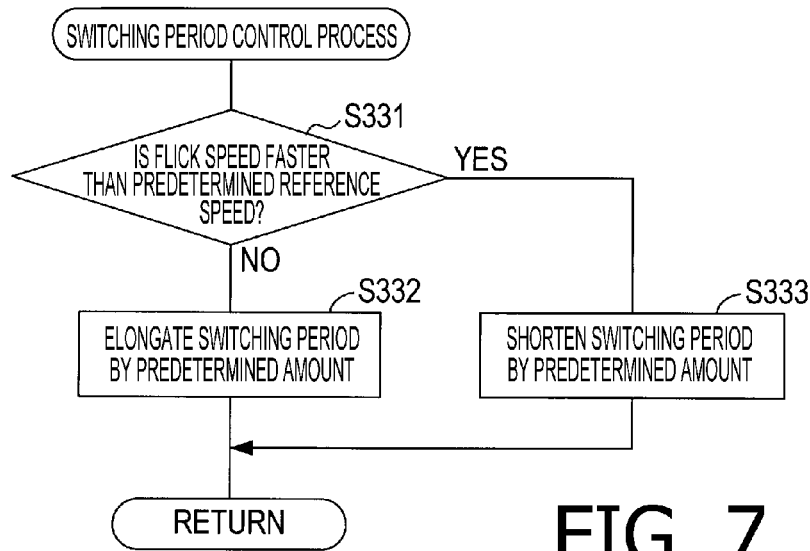 SWITCHING PERIOD CONTROL PROCESS
S331
IS FLICK SPEED FASTER
THAN PREDETERMINED REFERENCE
SPEED?
YES
NO
S332
ELONGATE SWITCHING PERIOD
BY PREDETERMINED AMOUNT
S333
SHORTEN SWITCHING PERIOD
BY PREDETERMINED AMOUNT
RETURN
FIG. 7